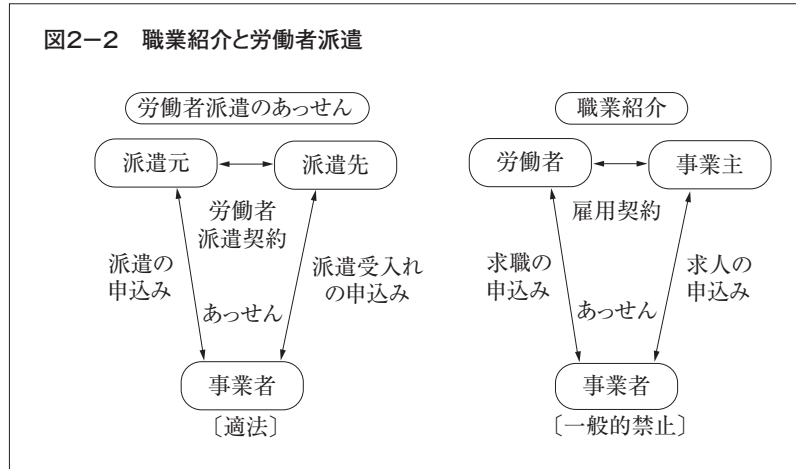 図2−2　職業紹介と労働者派遣
労働者派遣のあっせん
派遣元
派遣先
労働者
派遣契約
派遣の
申込み
派遣受入れ
の申込み
あっせん
事業者
〔適法〕
職業紹介
労働者
事業主
雇用契約
求職の
申込み
求人の
申込み
あっせん
事業者
〔一般的禁止〕